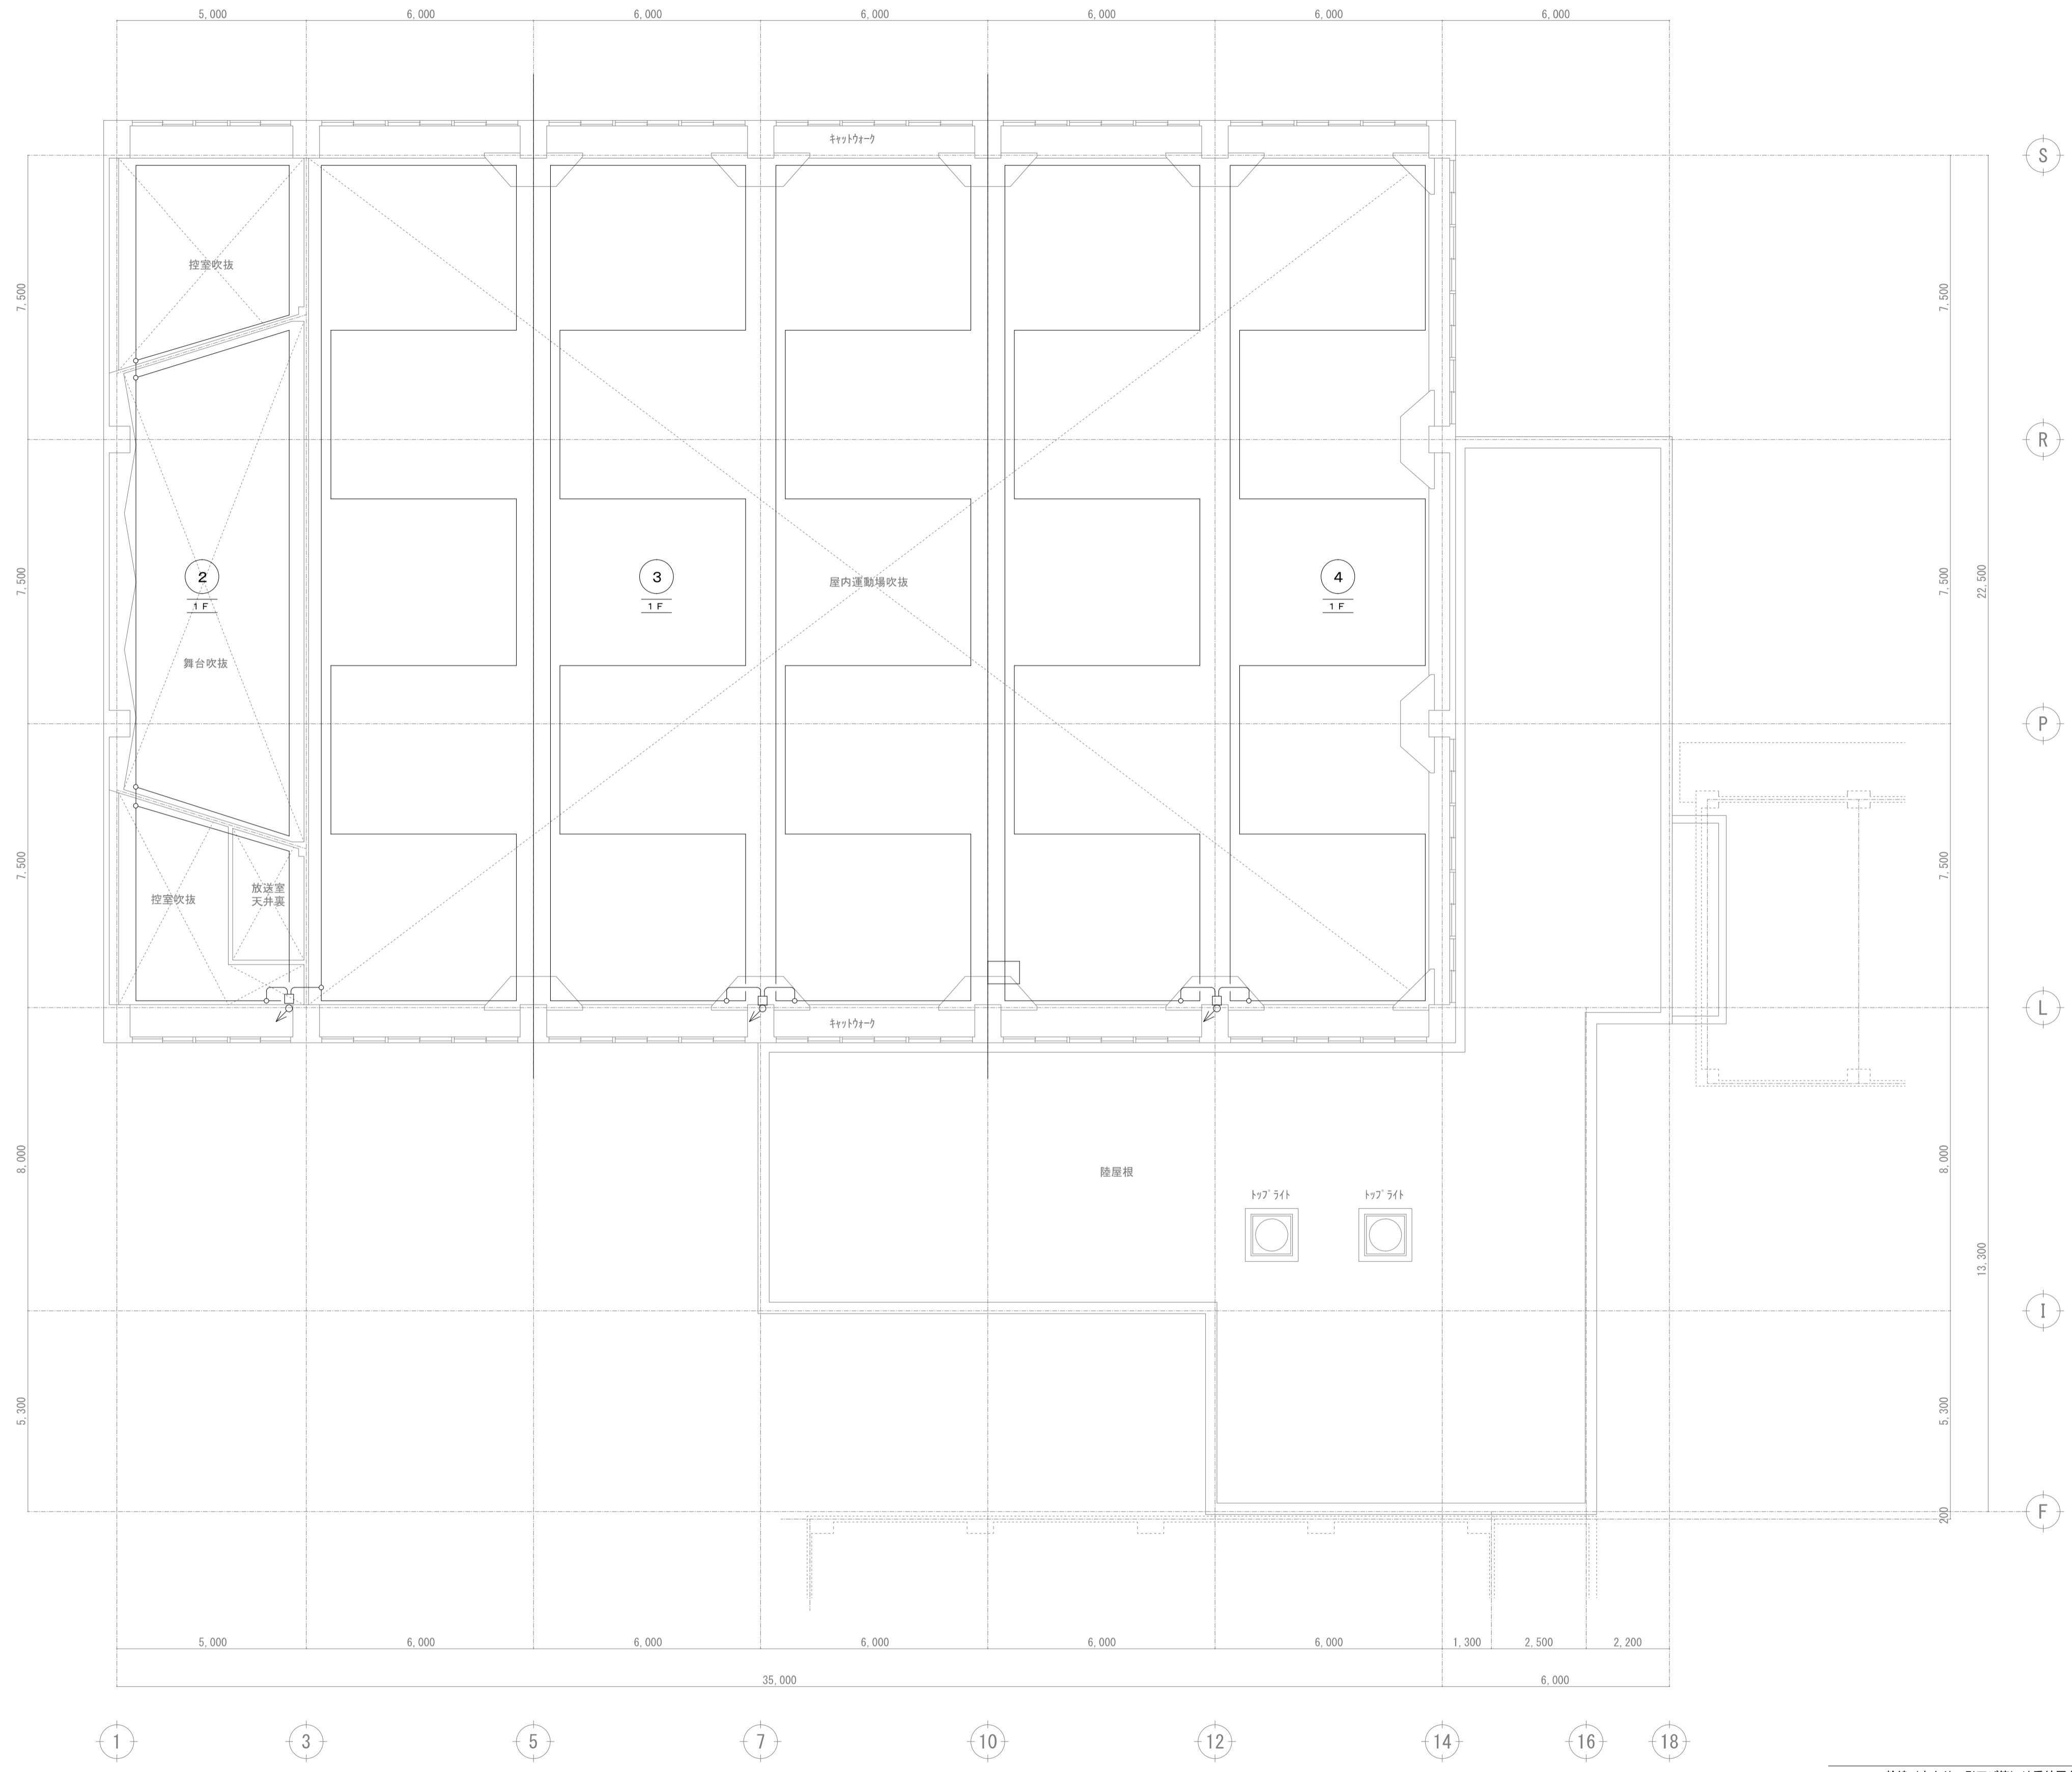 5,000
6,000
6,000
6,000
6,000
6,000
6,000
ｷｬｯﾄｳｫｰｸ
S
控室吹抜
7,500
7,500
R
2
1F
3
1F
4
1F
7,500
屋内運動場吹抜
7,500
22,500
舞台吹抜
P
7,500
控室吹抜
放送室
天井裏
7,500
L
ｷｬｯﾄｳｫｰｸ
8,000
陸屋根
8,000
ﾄｯﾌﾟﾗｲﾄ
ﾄｯﾌﾟﾗｲﾄ
13,300
I
5,300
5,300
F
200
5,000
6,000
6,000
6,000
6,000
6,000
1,300
2,500
2,200
35,000
6,000
1
3
5
7
10
12
14
16
18